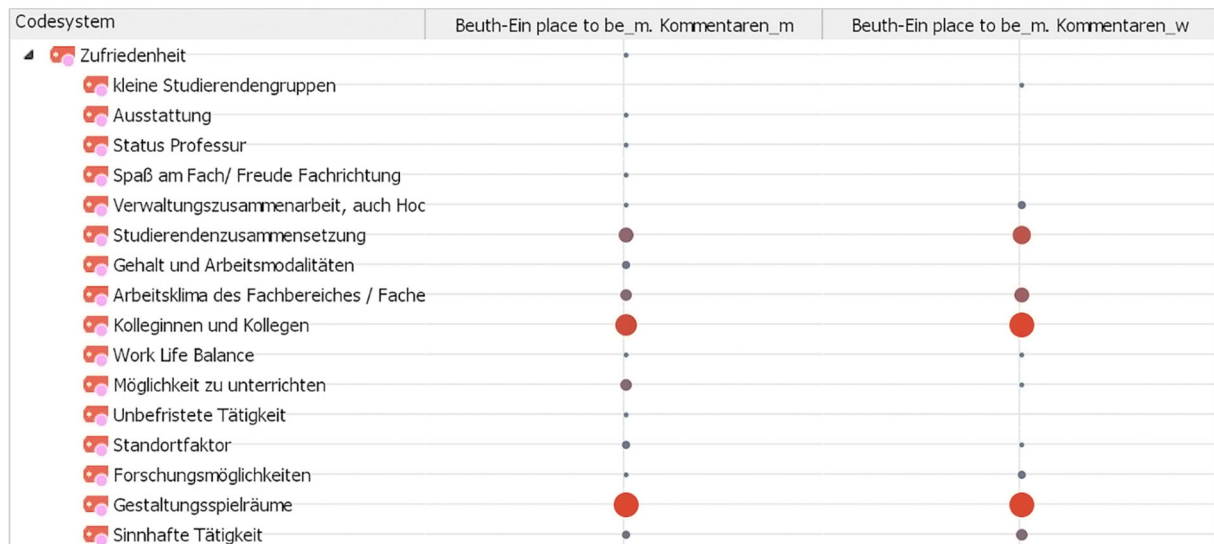 Codesystem
Beuth-Ein place to be_m. Kommentaren_m
Beuth-Ein place to be_m. Kommentaren_w
Zufriedenheit
kleine Studierendengruppen
Ausstattung
Status Professur
Spaß am Fach/ Freude Fachrichtung
Verwaltungszusammenarbeit, auch Hoc
Studierendenzusammensetzung
Gehalt und Arbeitsmodalitäten
Arbeitsklima des Fachbereiches / Fache
Kolleginnen und Kollegen
Work Life Balance
Möglichkeit zu unterrichten
Unbefristete Tätigkeit
Standortfaktor
Forschungsmöglichkeiten
Gestaltungsspielräume
Sinnhafte Tätigkeit